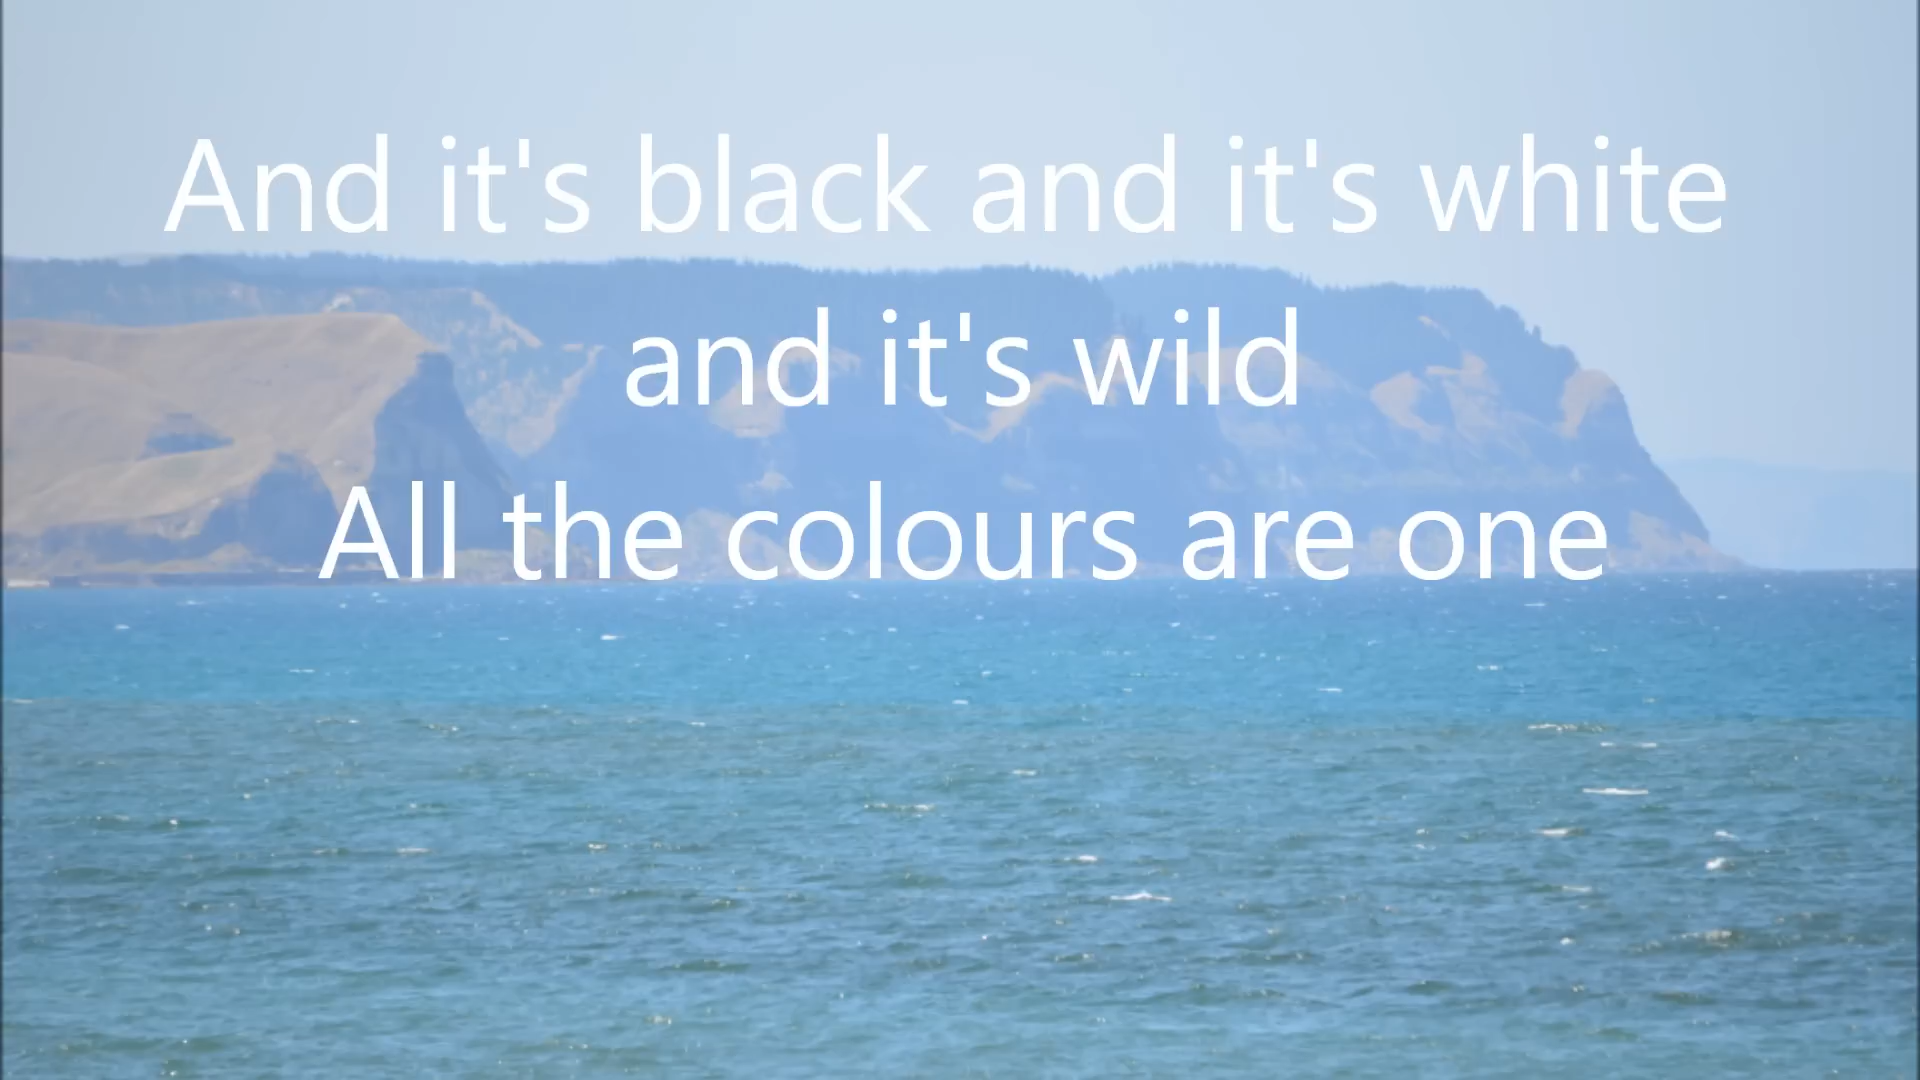 And it's black and it's white
and it's wild
All the colours are one